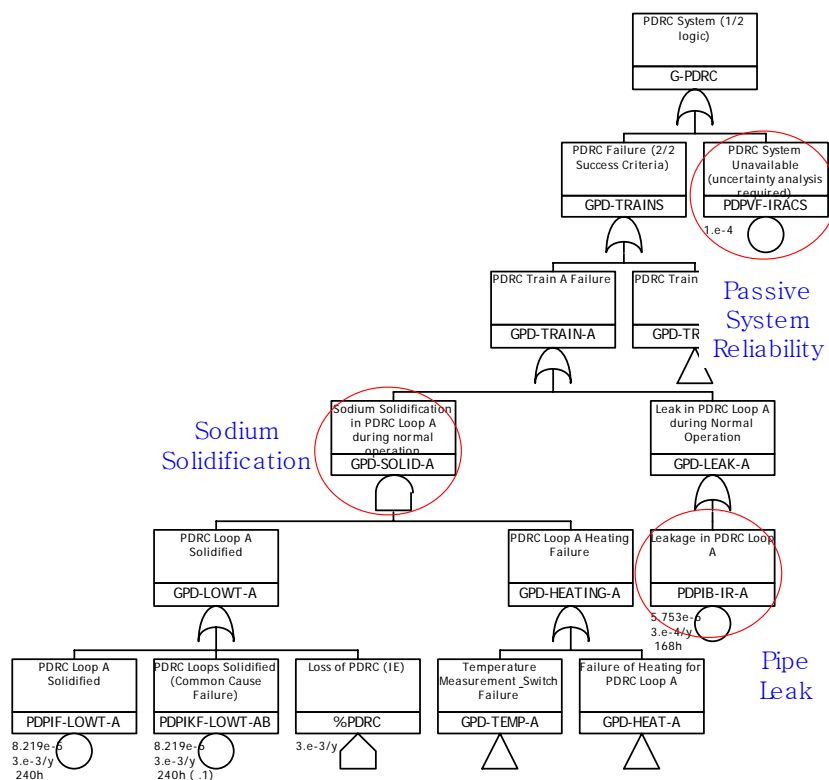 PDRC System (1/2
logic)
G-PDRC
PDRC Failure (2/2
Success Criteria)
GPD-TRAINS
PDRC System
Unavailable
(uncertainty analysis
required)
PDPVF-IRACS
1.e-4
PDRC Train A Failure
GPD-TRAIN-A
PDRC Train
GPD-TR
Passive
System
Reliability
Sodium
Solidification
Sodium Solidification
in PDRC Loop A
during normal
operation
GPD-SOLID-A
Leak in PDRC Loop A
during Normal
Operation
GPD-LEAK-A
PDRC Loop A
Solidified
GPD-LOWT-A
PDRC Loop A Heating
Failure
GPD-HEATING-A
Leakage in PDRC Loop
A
PDPIB-IR-A
5.753e-6
3.e-4/y
168h
Pipe
Leak
PDRC Loop A
Solidified
PDPIF-LOWT-A
8.219e-5
3.e-3/y
240h
PDRC Loops Solidified
(Common Cause
Failure)
PDPIKF-LOWT-AB
8.219e-6
3.e-3/y
240h ( .1)
Loss of PDRC (IE)
%PDRC
3.e-3/y
Temperature
Measurement_Switch
Failure
GPD-TEMP-A
Failure of Heating for
PDRC Loop A
GPD-HEAT-A